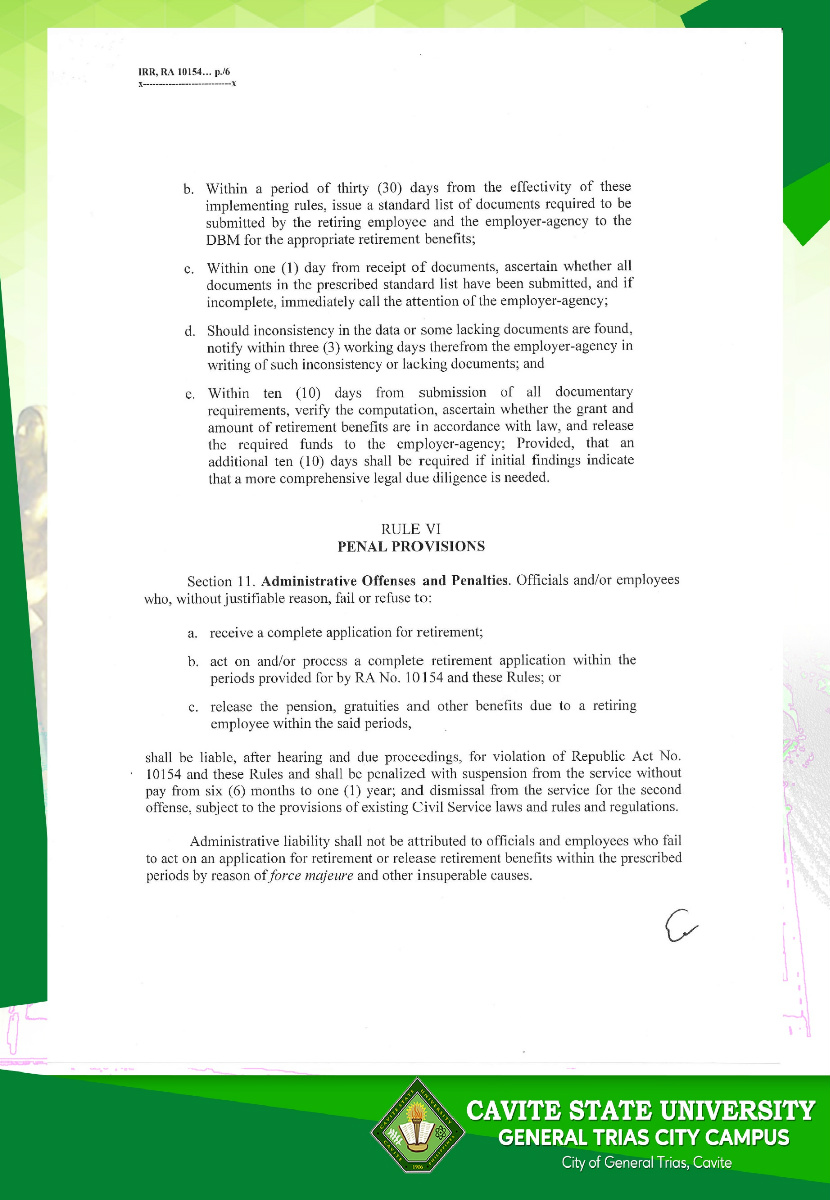 IRR, RA 10154... p./6
x----------------------------x
b. Within a period of thirty (30) days from the effectivity of these
implementing rules, issue a standard list of documents required to be
submitted by the retiring employee and the employer-agency to the
DBM for the appropriate retirement benefits;
c. Within one (1) day from receipt of documents, ascertain whether all
documents in the prescribed standard list have been submitted, and if
incomplete, immediately call the attention of the employer-agency;
d. Should inconsistency in the data or some lacking documents are found,
notify within three (3) working days therefrom the employer-agency in
writing of such inconsistency or lacking documents; and
e. Within ten (10) days from submission of all documentary
requirements, verify the computation, ascertain whether the grant and
amount of retirement benefits are in accordance with law, and release
the required funds to the employer-agency; Provided, that an
additional ten (10) days shall be required if initial findings indicate
that a more comprehensive legal due diligence is needed.
RULE VI
PENAL PROVISIONS
Section 11. Administrative Offenses and Penalties. Officials and/or employees
who, without justifiable reason, fail or refuse to:
a. receive a complete application for retirement;
b. act on and/or process a complete retirement application within the
periods provided for by RA No. 10154 and these Rules; or
c. release the pension, gratuities and other benefits due to a retiring
employee within the said periods,
shall be liable, after hearing and due proceedings, for violation of Republic Act No.
10154 and these Rules and shall be penalized with suspension from the service without
pay from six (6) months to one (1) year; and dismissal from the service for the second
offense, subject to the provisions of existing Civil Service laws and rules and regulations.
Administrative liability shall not be attributed to officials and employees who fail
to act on an application for retirement or release retirement benefits within the prescribed
periods by reason of force majeure and other insuperable causes.
CAVITE STATE UNIVERSITY
GENERAL TRIAS CITY CAMPUS
City of General Trias, Cavite
1906